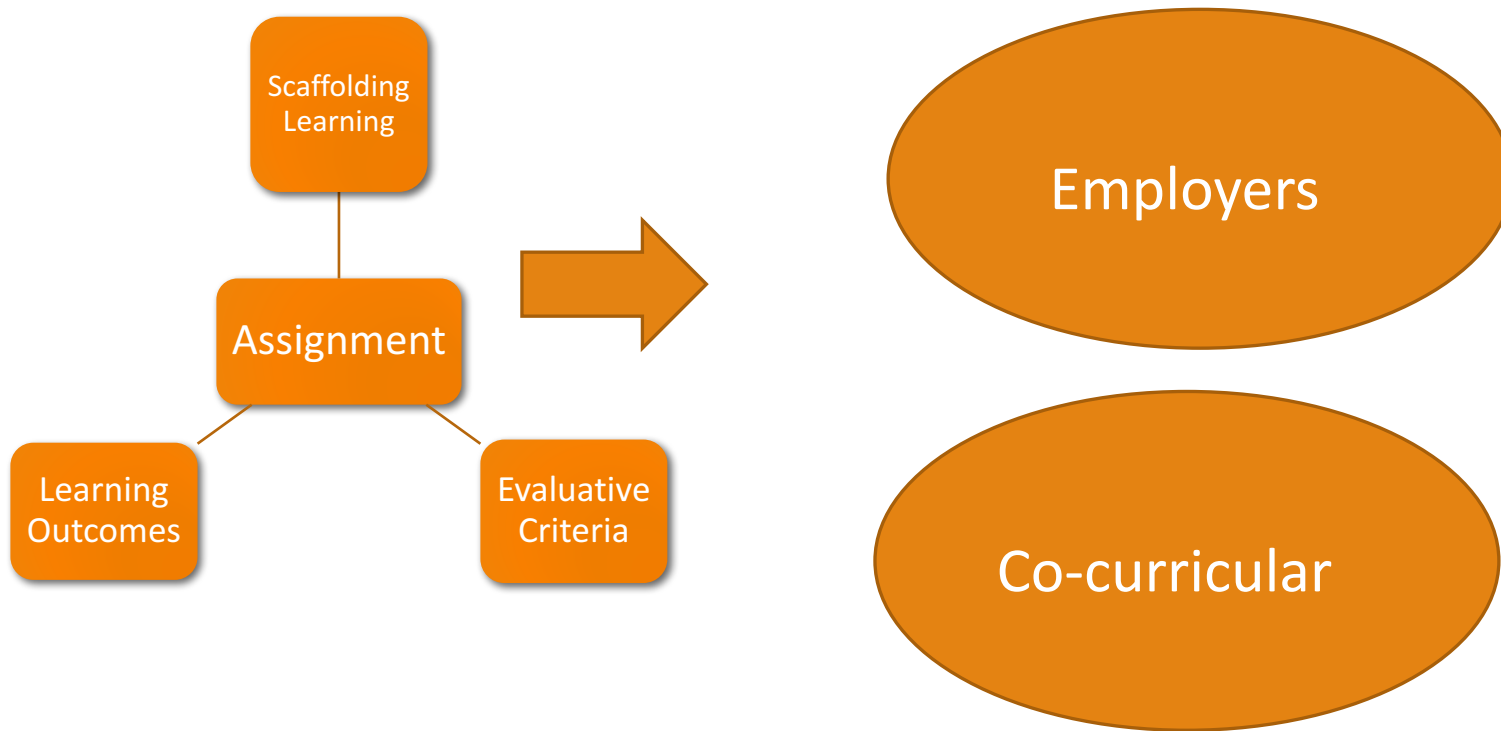 Scaffolding
Learning
Assignment
Learning
Outcomes
Evaluative
Criteria
Employers
Co-curricular